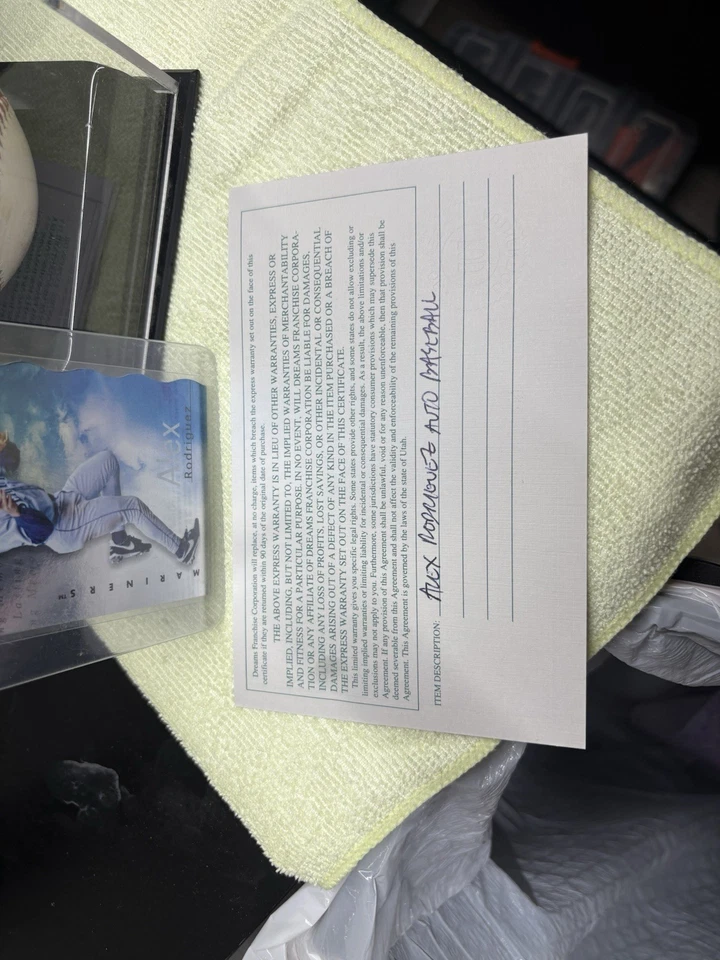 Dreams Franchise Corporation will replace, at no charge, items which breach the express warranty set out on the face of this
certificate if they are returned within 90 days of the original date of purchase.
THE ABOVE EXPRESS WARRANTY IS IN LIEU OF OTHER WARRANTIES, EXPRESS OR
IMPLIED, INCLUDING, BUT NOT LIMITED TO, THE IMPLIED WARRANTIES OF MERCHANTABILITY
AND FITNESS FOR A PARTICULAR PURPOSE. IN NO EVENT, WILL DREAMS FRANCHISE CORPORA-
TION OR ANY AFFILIATE OF DREAMS FRANCHISE CORPORATION BE LIABLE FOR DAMAGES,
INCLUDING ANY LOSS OF PROFITS, LOST SAVINGS, OR OTHER INCIDENTAL OR CONSEQUENTIAL
DAMAGES ARISING OUT OF A DEFECT OF ANY KIND IN THE ITEM PURCHASED OR A BREACH OF
THE EXPRESS WARRANTY SET OUT ON THE FACE OF THIS CERTIFICATE.
This limited warranty gives you specific legal rights. Some states provide other rights, and some states do not allow excluding or
limiting implied warranties or limiting liability for incidental or consequential damages. As a result, the above limitations and/or
exclusions may not apply to you. Furthermore, some jurisdictions have statutory consumer provisions which may supersede this
Agreement. If any provision of this Agreement shall be unlawful, void or for any reason unenforceable, then that provision shall be
deemed severable from this Agreement and shall not affect the validity and enforceability of the remaining provisions of this
Agreement. This Agreement is governed by the laws of the state of Utah.
ITEM DESCRIPTION: ALEX RODRIGUEZ AUTO BASEBALL
Alex
Rodriguez
MARINERS™